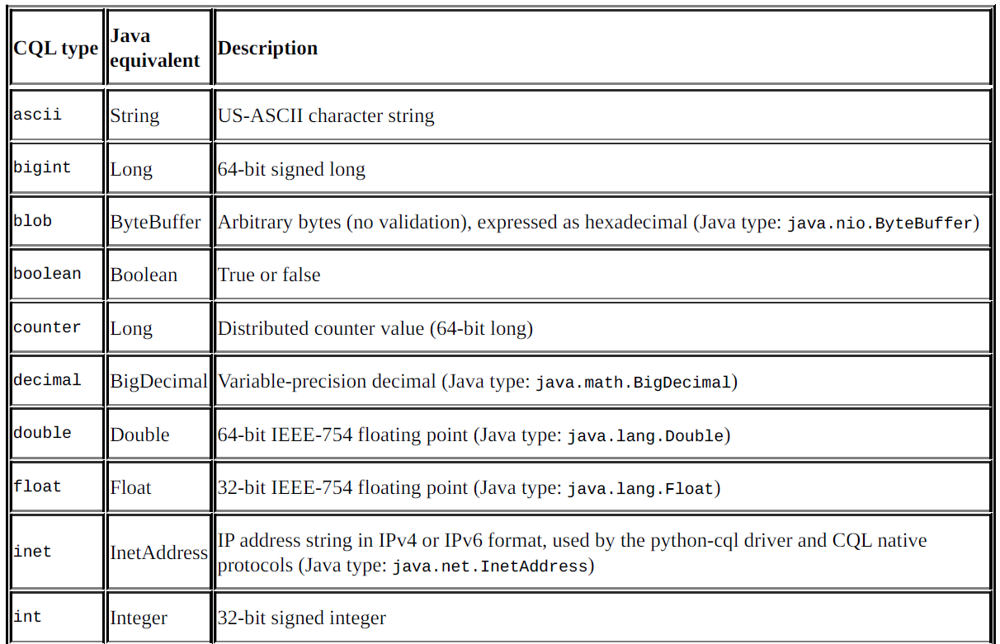 CQL type Java equivalent Description
ascii String US-ASCII character string
bigint Long 64-bit signed long
blob ByteBuffer Arbitrary bytes (no validation), expressed as hexadecimal (Java type: java.nio.ByteBuffer)
boolean Boolean True or false
counter Long Distributed counter value (64-bit long)
decimal BigDecimal Variable-precision decimal (Java type: java.math.BigDecimal)
double Double 64-bit IEEE-754 floating point (Java type: java.lang.Double)
float Float 32-bit IEEE-754 floating point (Java type: java.lang.Float)
inet InetAddress IP address string in IPv4 or IPv6 format, used by the python-cql driver and CQL native
protocols (Java type: java.net.InetAddress)
int Integer 32-bit signed integer